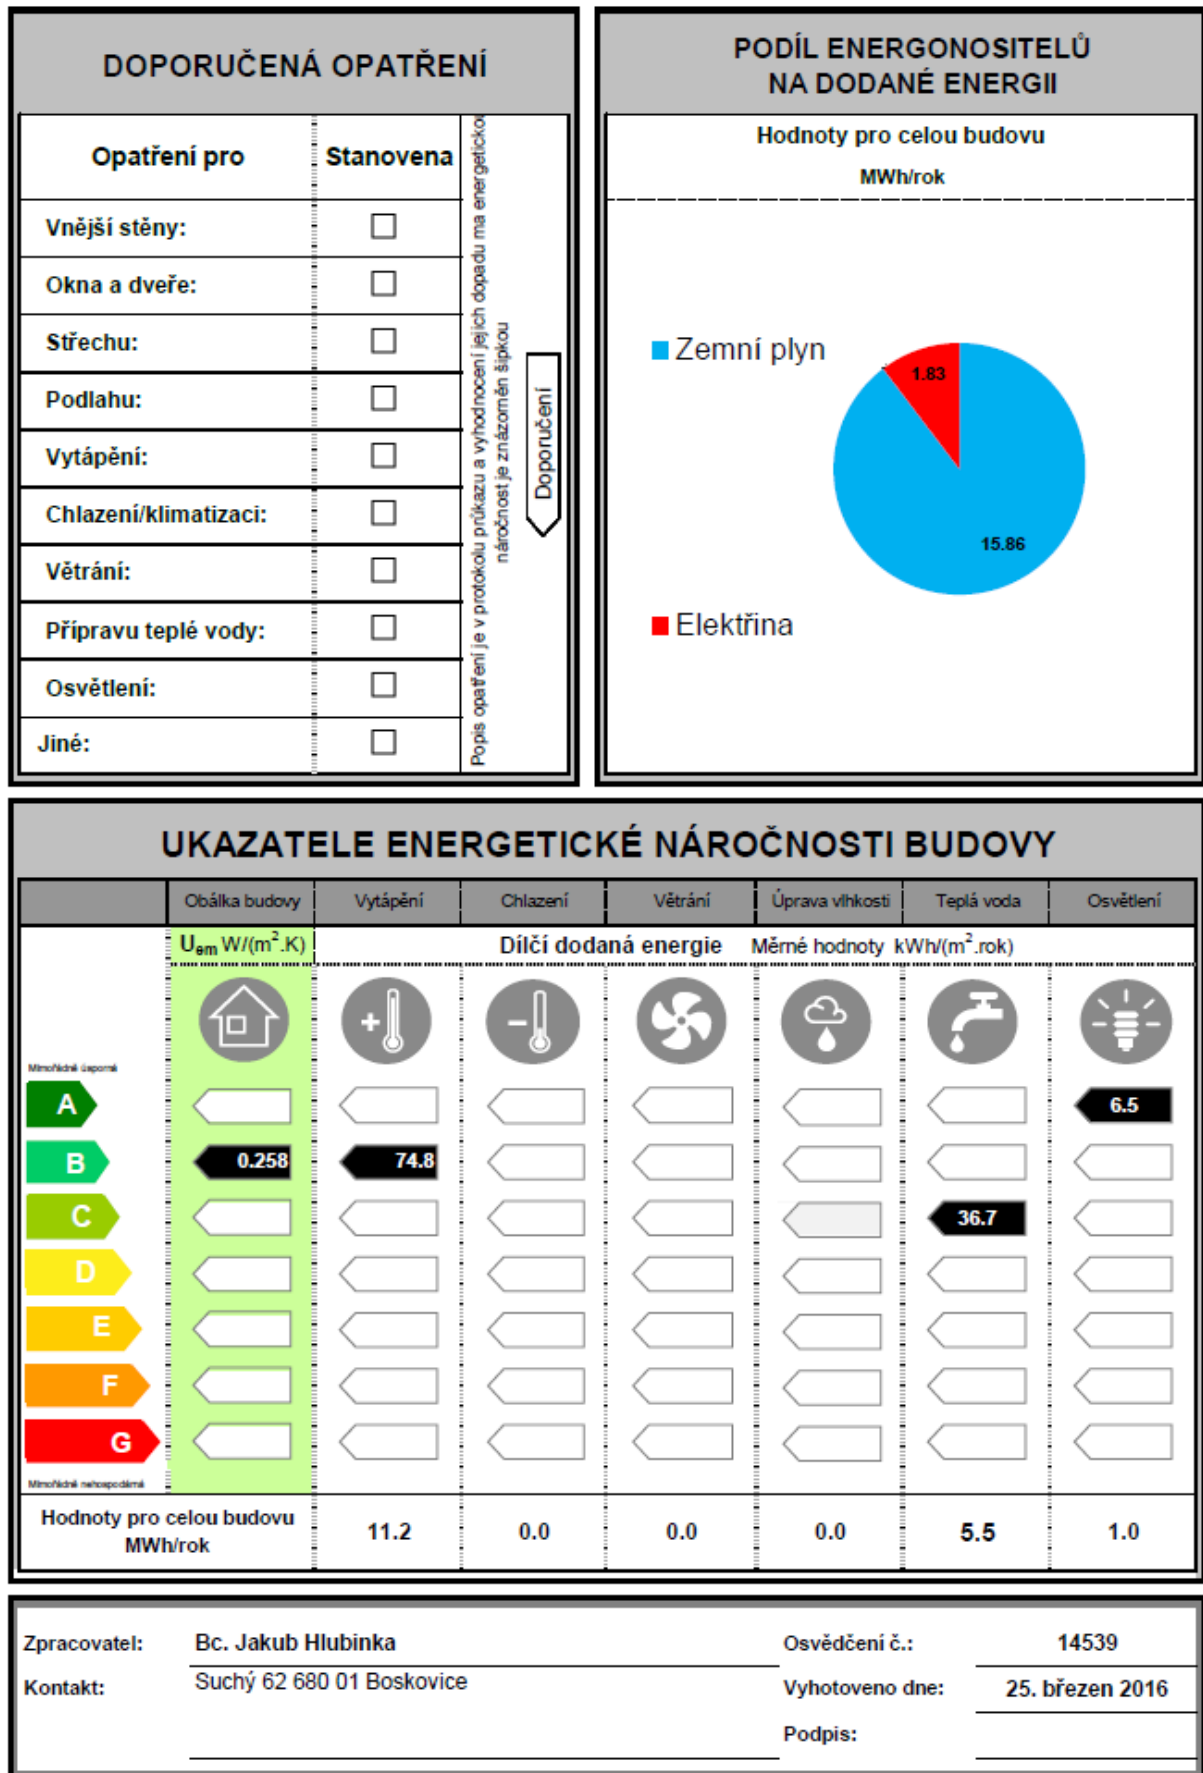 DOPORUČENÁ OPATŘENÍ
Opatření pro
Stanovena
Vnější stěny:
Okna a dveře:
Střechu:
Podlahu:
Vytápění:
Chlazení/klimatizaci:
Větrání:
Přípravu teplé vody:
Osvětlení:
Jiné:
Popis opatření je v protokolu průkazu a vyhodnocení jejich dopadu ma energetickou
náročnost je znázorněn šipkou
Doporučení
PODÍL ENERGONOSITELŮ
NA DODANÉ ENERGII
Hodnoty pro celou budovu
MWh/rok
Zemní plyn
1.83
15.86
Elektřina
UKAZATELE ENERGETICKÉ NÁROČNOSTI BUDOVY
Obálka budovy Vytápění Chlazení Větrání Úprava vlhkosti Teplá voda Osvětlení
Uem W/(m².K) Dílčí dodaná energie Měrné hodnoty kWh/(m².rok)
Mimořádně úsporná
A 6.5
B 0.258 74.8
C 36.7
D
E
F
G
Mimořádně nehospodárná
Hodnoty pro celou budovu
MWh/rok
11.2 0.0 0.0 0.0 5.5 1.0
Zpracovatel: Bc. Jakub Hlubinka Osvědčení č.: 14539
Kontakt: Suchý 62 680 01 Boskovice Vyhotoveno dne: 25. březen 2016
Podpis: